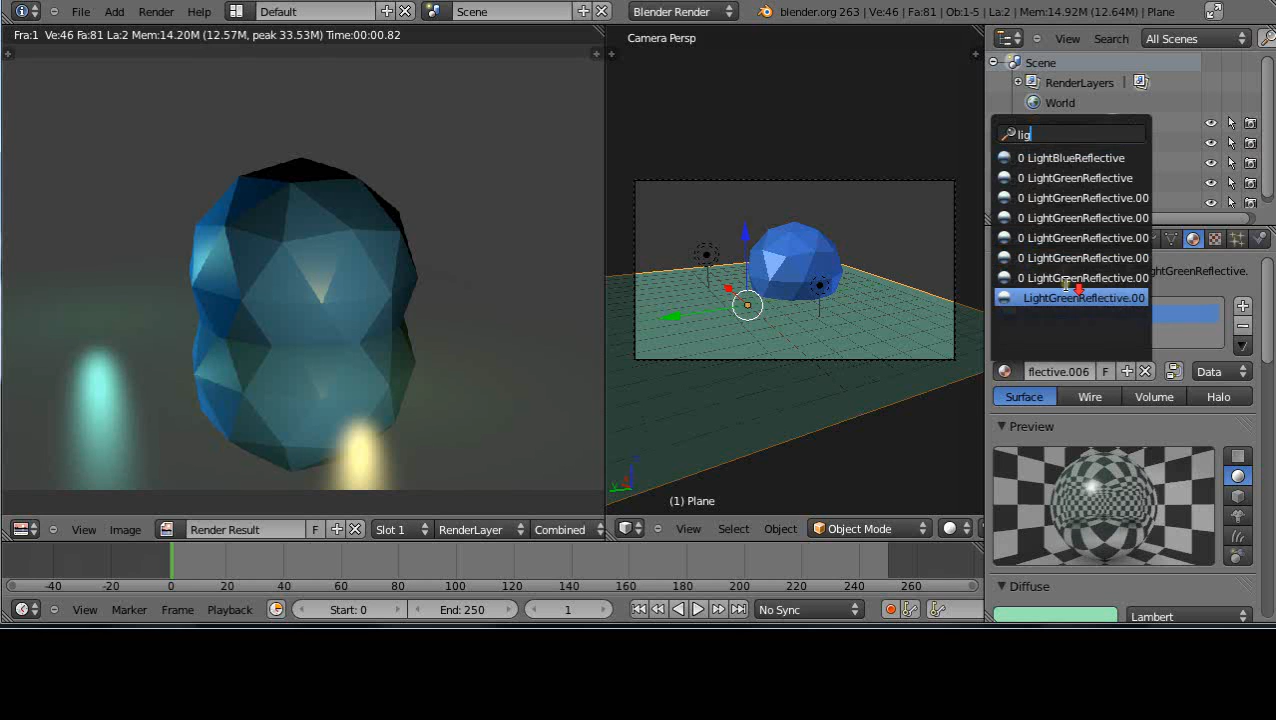 File Add Render Help Default Scene Blender Render blender.org 263 | Ve:46 | Fa:81 | Ob:1-5 | La:2 | Mem:14.92M (12.64M) | Plane
Fra:1 Ve:46 Fa:81 La:2 Mem:14.20M (12.57M, peak 33.53M) Time:00:00.82
Camera Persp
(1) Plane
View Search All Scenes
Scene
RenderLayers |
World
lig
0 LightBlueReflective
0 LightGreenReflective
0 LightGreenReflective.00
0 LightGreenReflective.00
0 LightGreenReflective.00
0 LightGreenReflective.00
0 LightGreenReflective.00
LightGreenReflective.00
ghtGreenReflective.
flective.006 F Data
Surface Wire Volume Halo
Preview
Diffuse
Lambert
View Image Render Result F Slot 1 RenderLayer Combined
View Select Object Object Mode
-40 -20 0 20 40 60 80 100 120 140 160 180 200 220 240 260
View Marker Frame Playback Start: 0 End: 250 1 No Sync